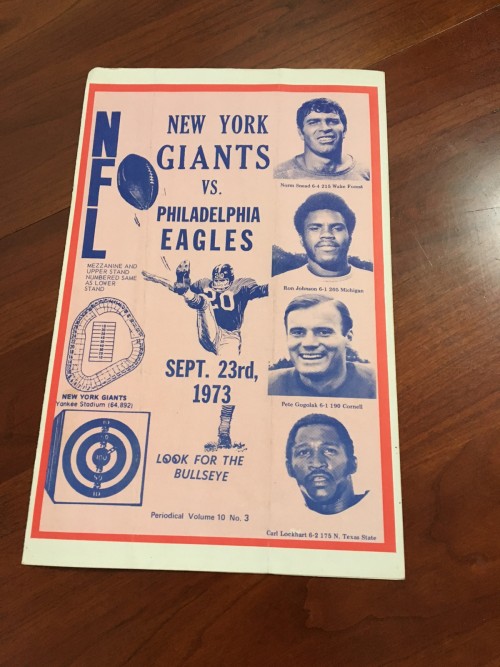 NFL
NEW YORK
GIANTS
VS.
PHILADELPHIA
EAGLES
MEZZANINE AND
UPPER STAND
NUMBERED SAME
AS LOWER
STAND
NEW YORK GIANTS
Yankee Stadium (64,892)
20
SEPT. 23rd,
1973
LOOK FOR THE
BULLSEYE
Periodical Volume 10 No. 3
Norm Snead 6-4 215 Wake Forest
Ron Johnson 6-1 205 Michigan
Pete Gogolak 6-1 190 Cornell
Carl Lockhart 6-2 175 N. Texas State